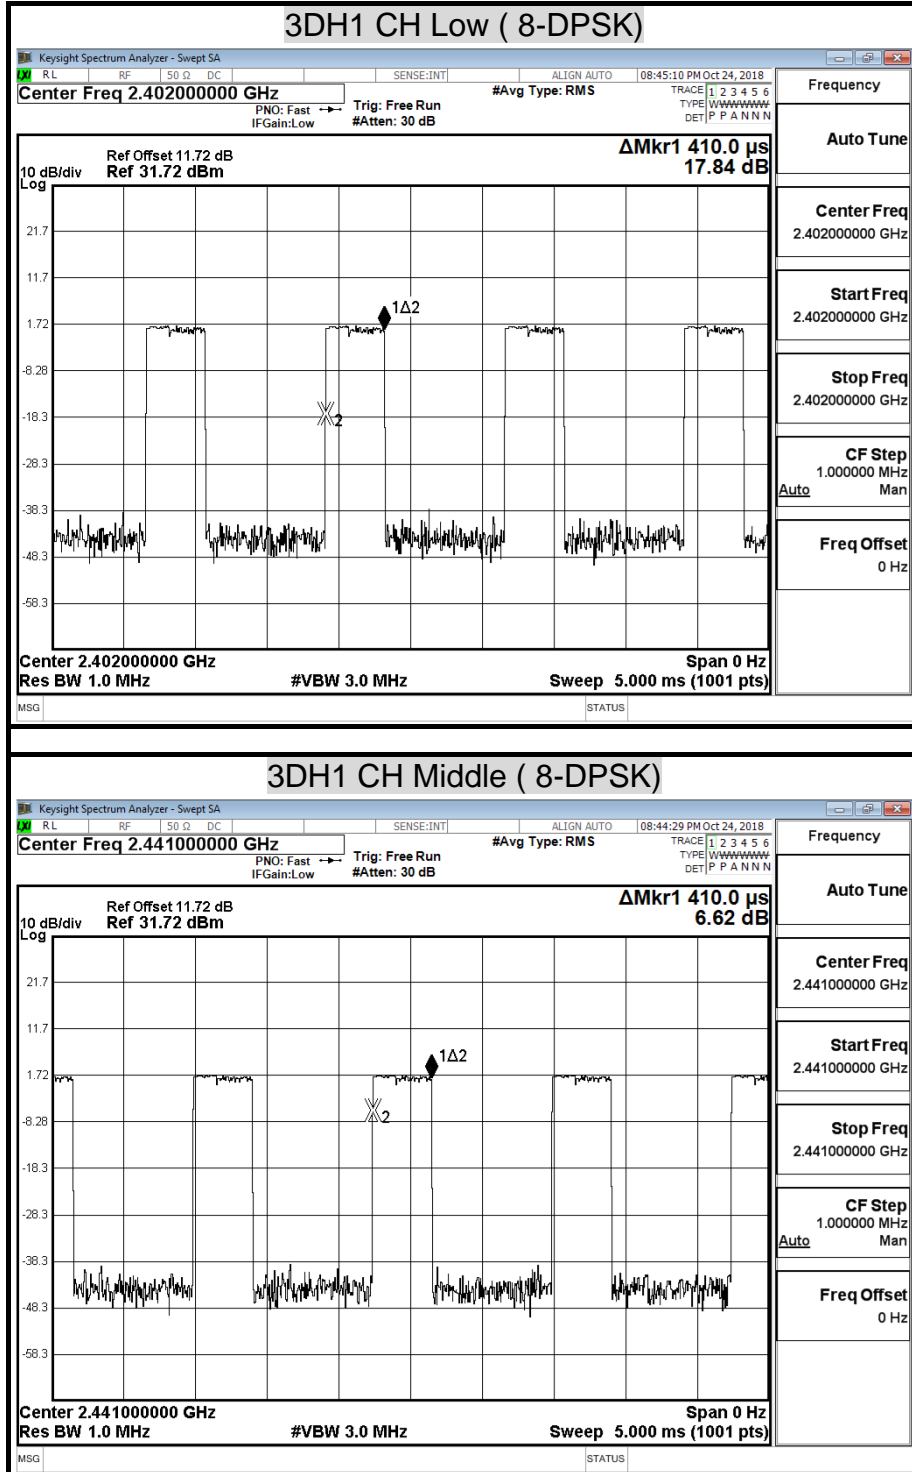 3DH1 CH Low ( 8-DPSK)
Keysight Spectrum Analyzer - Swept SA
LXI RL RF 50 Ω DC SENSE:INT ALIGN AUTO 08:45:10 PM Oct 24, 2018
Center Freq 2.402000000 GHz #Avg Type: RMS TRACE 1 2 3 4 5 6
PNO: Fast Trig: Free Run TYPE WWWWWW
IFGain:Low #Atten: 30 dB DET P P A N N N
Frequency
Auto Tune
ΔMkr1 410.0 µs
Ref Offset 11.72 dB
10 dB/div Ref 31.72 dBm 17.84 dB
Log
21.7
11.7
1.72
-8.28
-18.3
-28.3
-38.3
-48.3
-58.3
1Δ2
2
Center Freq
2.402000000 GHz
Start Freq
2.402000000 GHz
Stop Freq
2.402000000 GHz
CF Step
1.000000 MHz
Auto Man
Freq Offset
0 Hz
Center 2.402000000 GHz Span 0 Hz
Res BW 1.0 MHz #VBW 3.0 MHz Sweep 5.000 ms (1001 pts)
MSG STATUS
3DH1 CH Middle ( 8-DPSK)
Keysight Spectrum Analyzer - Swept SA
LXI RL RF 50 Ω DC SENSE:INT ALIGN AUTO 08:44:29 PM Oct 24, 2018
Center Freq 2.441000000 GHz #Avg Type: RMS TRACE 1 2 3 4 5 6
PNO: Fast Trig: Free Run TYPE WWWWWW
IFGain:Low #Atten: 30 dB DET P P A N N N
Frequency
Auto Tune
ΔMkr1 410.0 µs
Ref Offset 11.72 dB
10 dB/div Ref 31.72 dBm 6.62 dB
Log
21.7
11.7
1.72
-8.28
-18.3
-28.3
-38.3
-48.3
-58.3
1Δ2
2
Center Freq
2.441000000 GHz
Start Freq
2.441000000 GHz
Stop Freq
2.441000000 GHz
CF Step
1.000000 MHz
Auto Man
Freq Offset
0 Hz
Center 2.441000000 GHz Span 0 Hz
Res BW 1.0 MHz #VBW 3.0 MHz Sweep 5.000 ms (1001 pts)
MSG STATUS